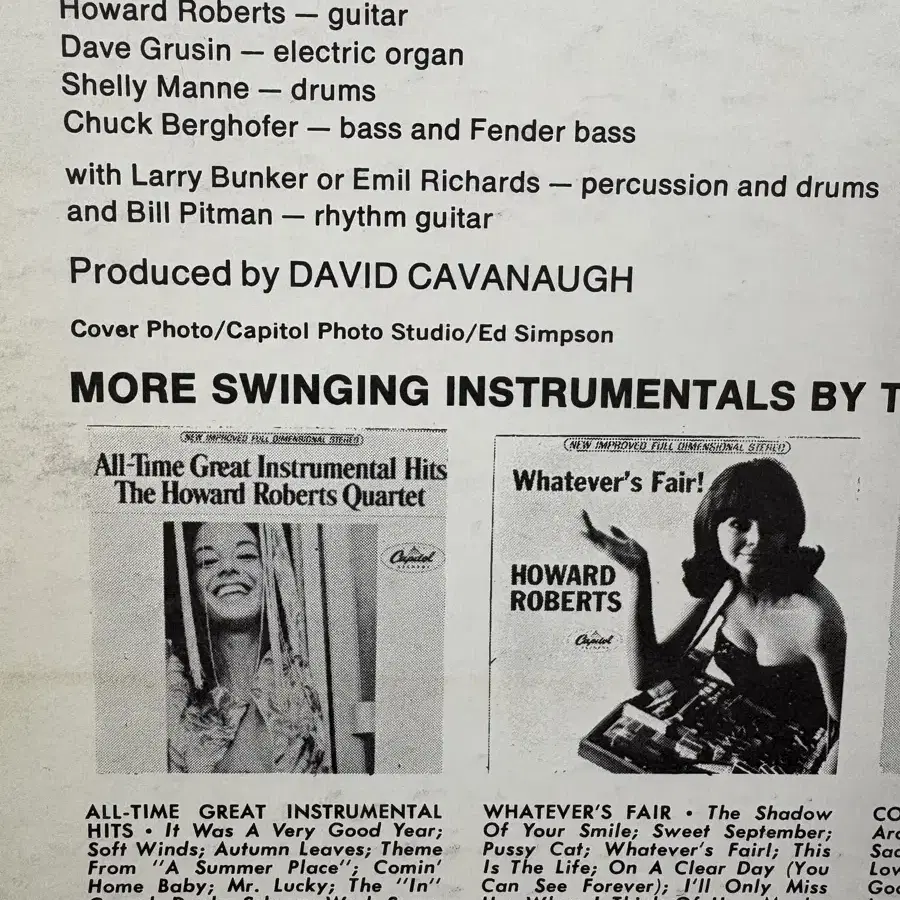 Howard Roberts — guitar
Dave Grusin — electric organ
Shelly Manne — drums
Chuck Berghofer — bass and Fender bass
with Larry Bunker or Emil Richards — percussion and drums
and Bill Pitman — rhythm guitar
Produced by DAVID CAVANAUGH
Cover Photo/Capitol Photo Studio/Ed Simpson
MORE SWINGING INSTRUMENTALS BY T
NEW IMPROVED FULL DIMENSIONAL STEREO
All-Time Great Instrumental Hits
The Howard Roberts Quartet
Capitol
NEW IMPROVED FULL DIMENSIONAL STEREO
Whatever's Fair!
HOWARD
ROBERTS
Capitol
ALL-TIME GREAT INSTRUMENTAL
HITS • It Was A Very Good Year;
Soft Winds; Autumn Leaves; Theme
From "A Summer Place"; Comin'
Home Baby; Mr. Lucky; The "In"
WHATEVER'S FAIR • The Shadow
Of Your Smile; Sweet September;
Pussy Cat; Whatever's Fair!; This
Is The Life; On A Clear Day (You
Can See Forever); I'll Only Miss
CO
Arc
Sac
Lov
Goo